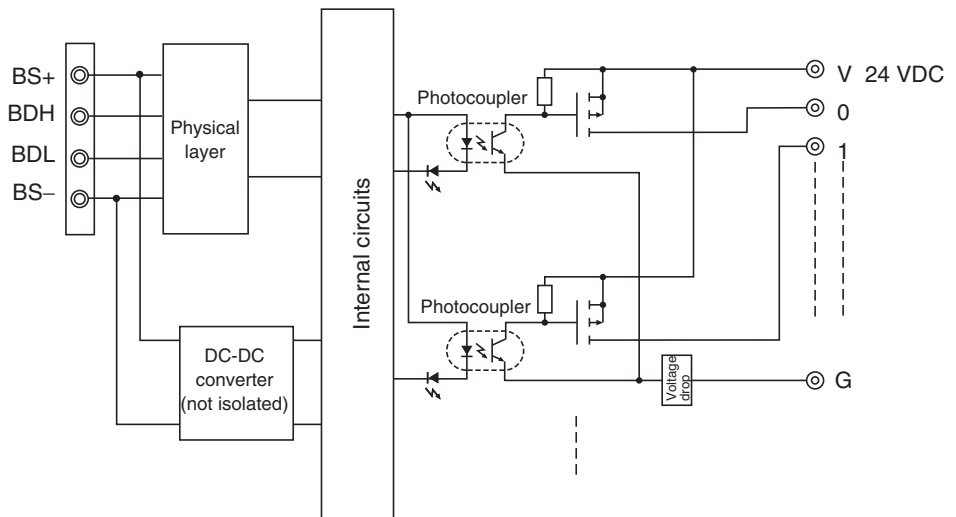 BS+
BDH
BDL
BS−
Physical
layer
DC-DC
converter
(not isolated)
Internal circuits
Photocoupler
Photocoupler
Voltage
drop
V 24 VDC
0
1
G